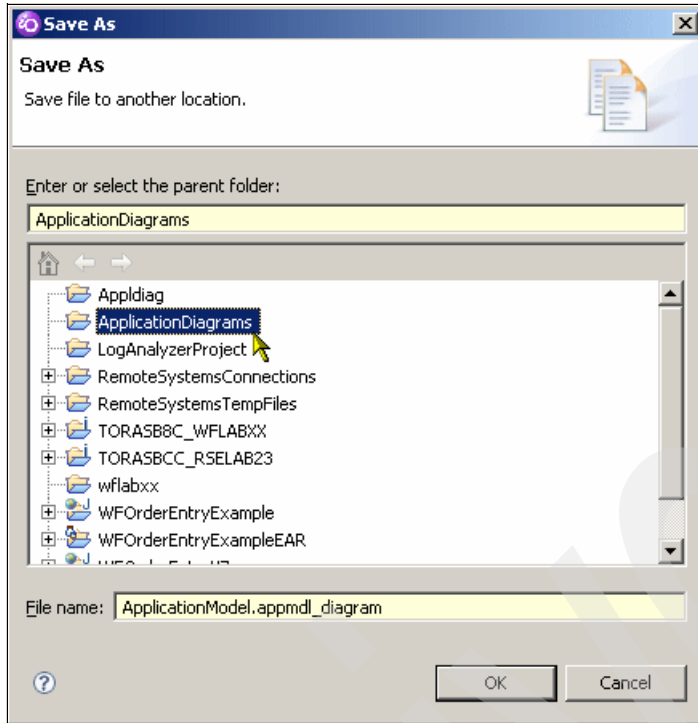 Save As
Save As
Save file to another location.
Enter or select the parent folder:
ApplicationDiagrams
Appldiag
ApplicationDiagrams
LogAnalyzerProject
RemoteSystemsConnections
RemoteSystemsTempFiles
TORASB8C_WFLABXX
TORASBCC_RSELAB23
wflabxx
WFOrderEntryExample
WFOrderEntryExampleEAR
File name: ApplicationModel.appmdl_diagram
OK Cancel